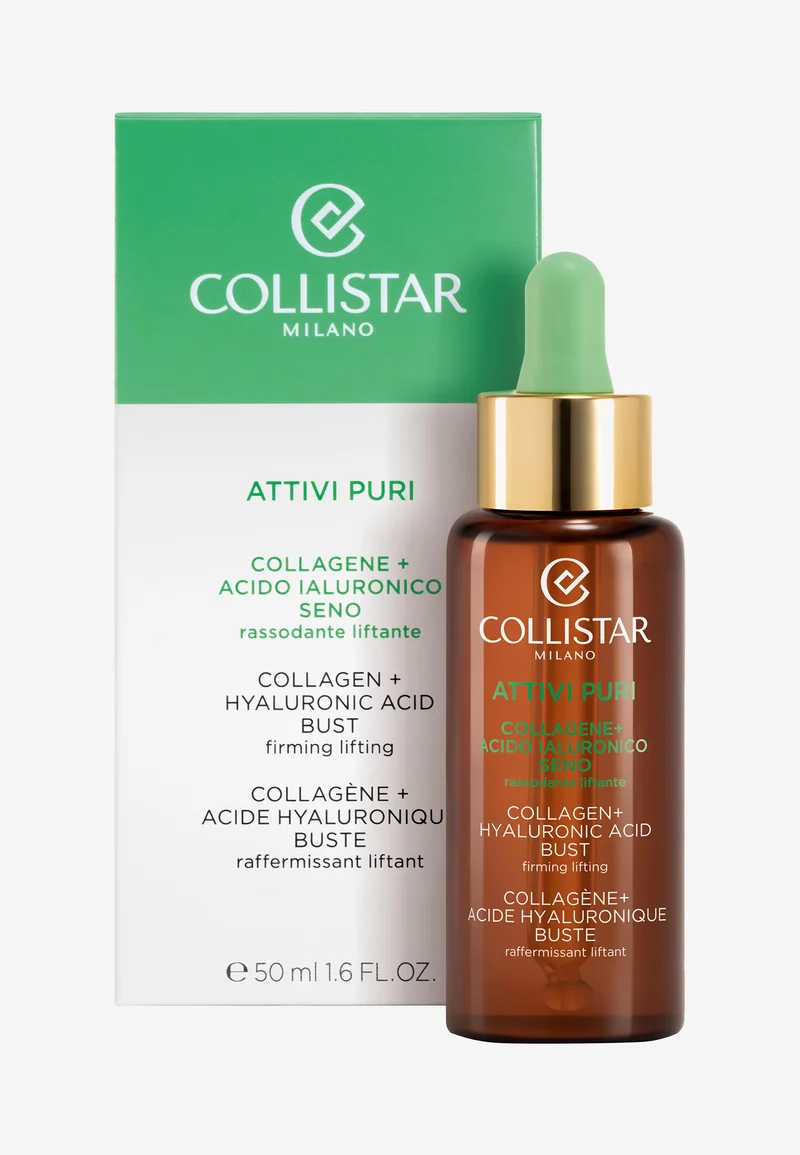 COLLISTAR
MILANO
ATTIVI PURI
COLLAGENE +
ACIDO IALURONICO
SENO
rassodante liftante
COLLAGEN +
HYALURONIC ACID
BUST
firming lifting
COLLAGÈNE +
ACIDE HYALURONIQU
BUSTE
raffermissant liftant
℮ 50 ml 1.6 FL.OZ.
COLLISTAR
MILANO
ATTIVI PURI
COLLAGENE+
ACIDO IALURONICO
SENO
rassodante liftante
COLLAGEN+
HYALURONIC ACID
BUST
firming lifting
COLLAGÈNE+
ACIDE HYALURONIQUE
BUSTE
raffermissant liftant